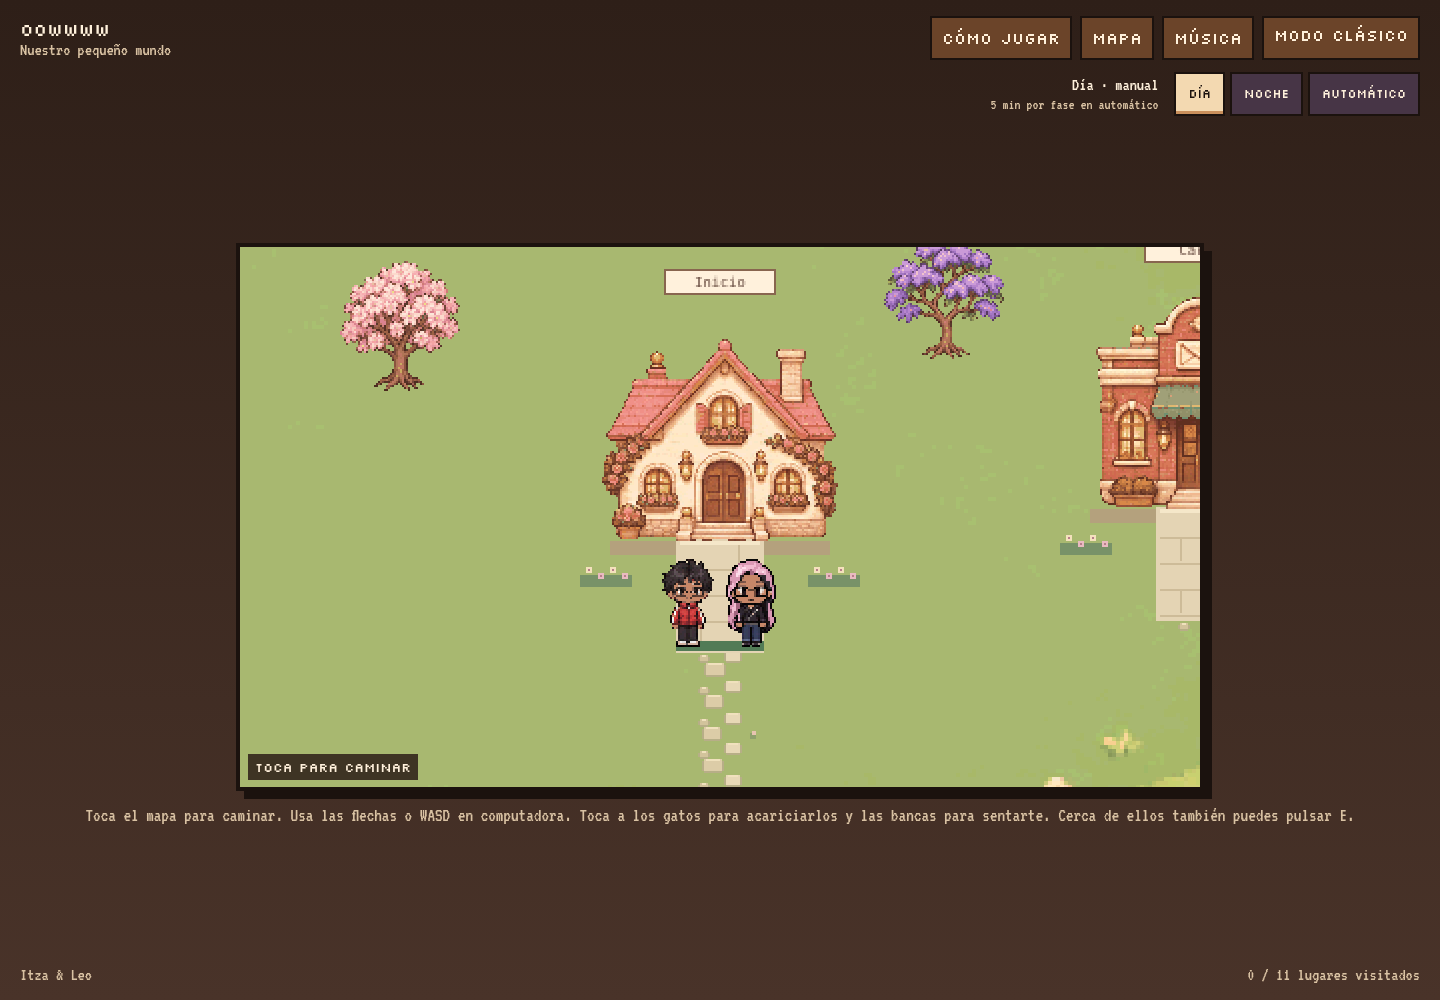 OOWWWW
Nuestro pequeño mundo
CÓMO JUGAR
MAPA
MÚSICA
MODO CLÁSICO
Día · manual
5 min por fase en automático
DÍA
NOCHE
AUTOMÁTICO
Inicio
TOCA PARA CAMINAR
Toca el mapa para caminar. Usa las flechas o WASD en computadora. Toca a los gatos para acariciarlos y las bancas para sentarte. Cerca de ellos también puedes pulsar E.
Itza & Leo
0 / 11 lugares visitados